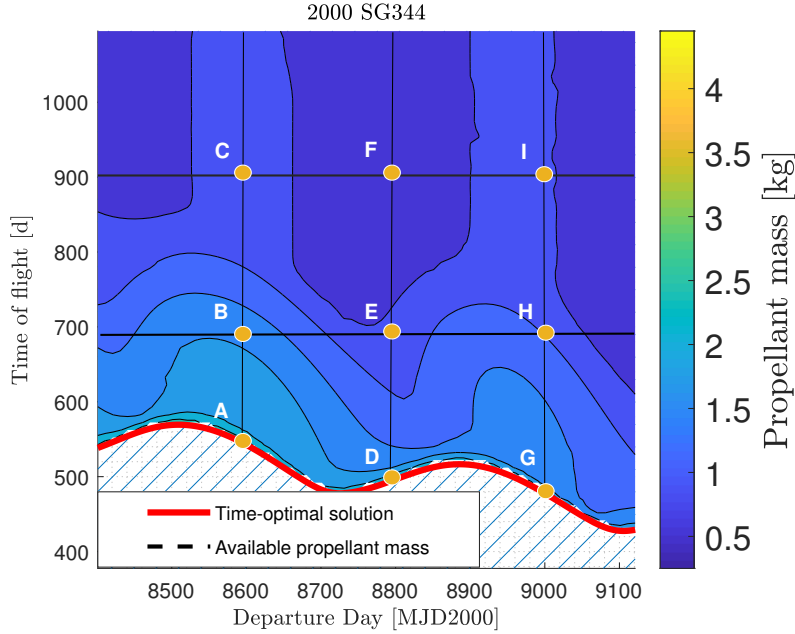 2000 SG344
Time of flight [d]
1000
900
800
700
600
500
400
C
F
I
B
E
H
A
D
G
Time-optimal solution
Available propellant mass
8500
8600
8700
8800
8900
9000
9100
Departure Day [MJD2000]
4
3.5
3
2.5
2
1.5
1
0.5
Propellant mass [kg]